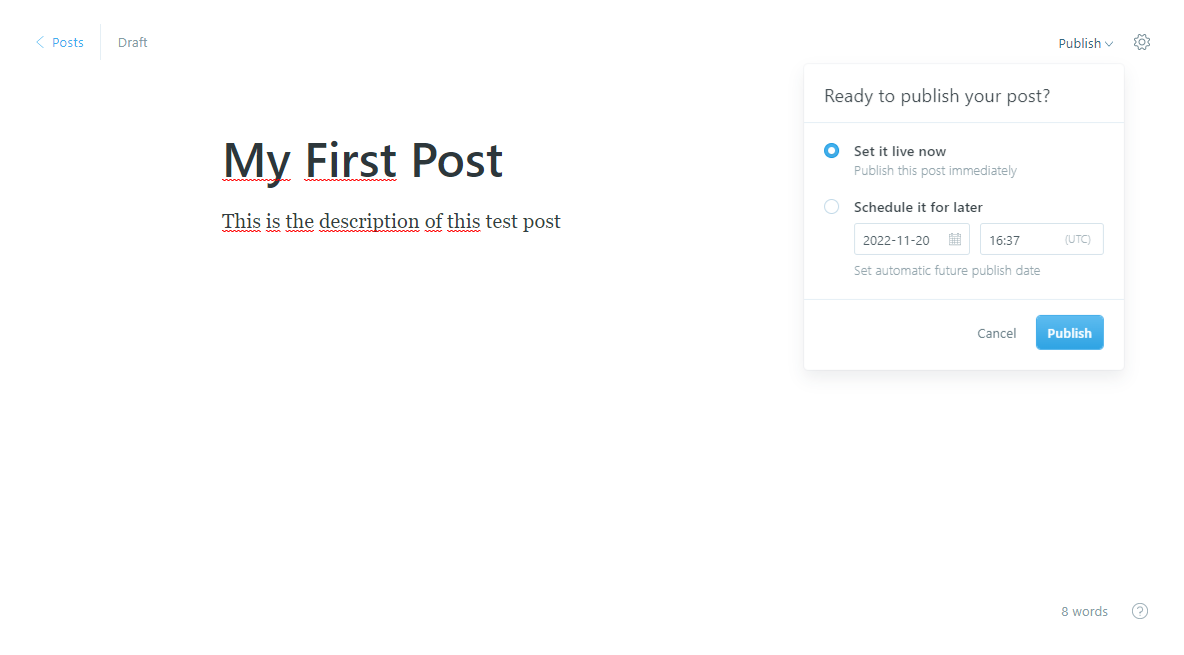 Posts
Draft
Publish
Ready to publish your post?
My First Post
Set it live now
Publish this post immediately
Schedule it for later
This is the description of this test post
2022-11-20
16:37
(UTC)
Set automatic future publish date
Cancel
Publish
8 words
?